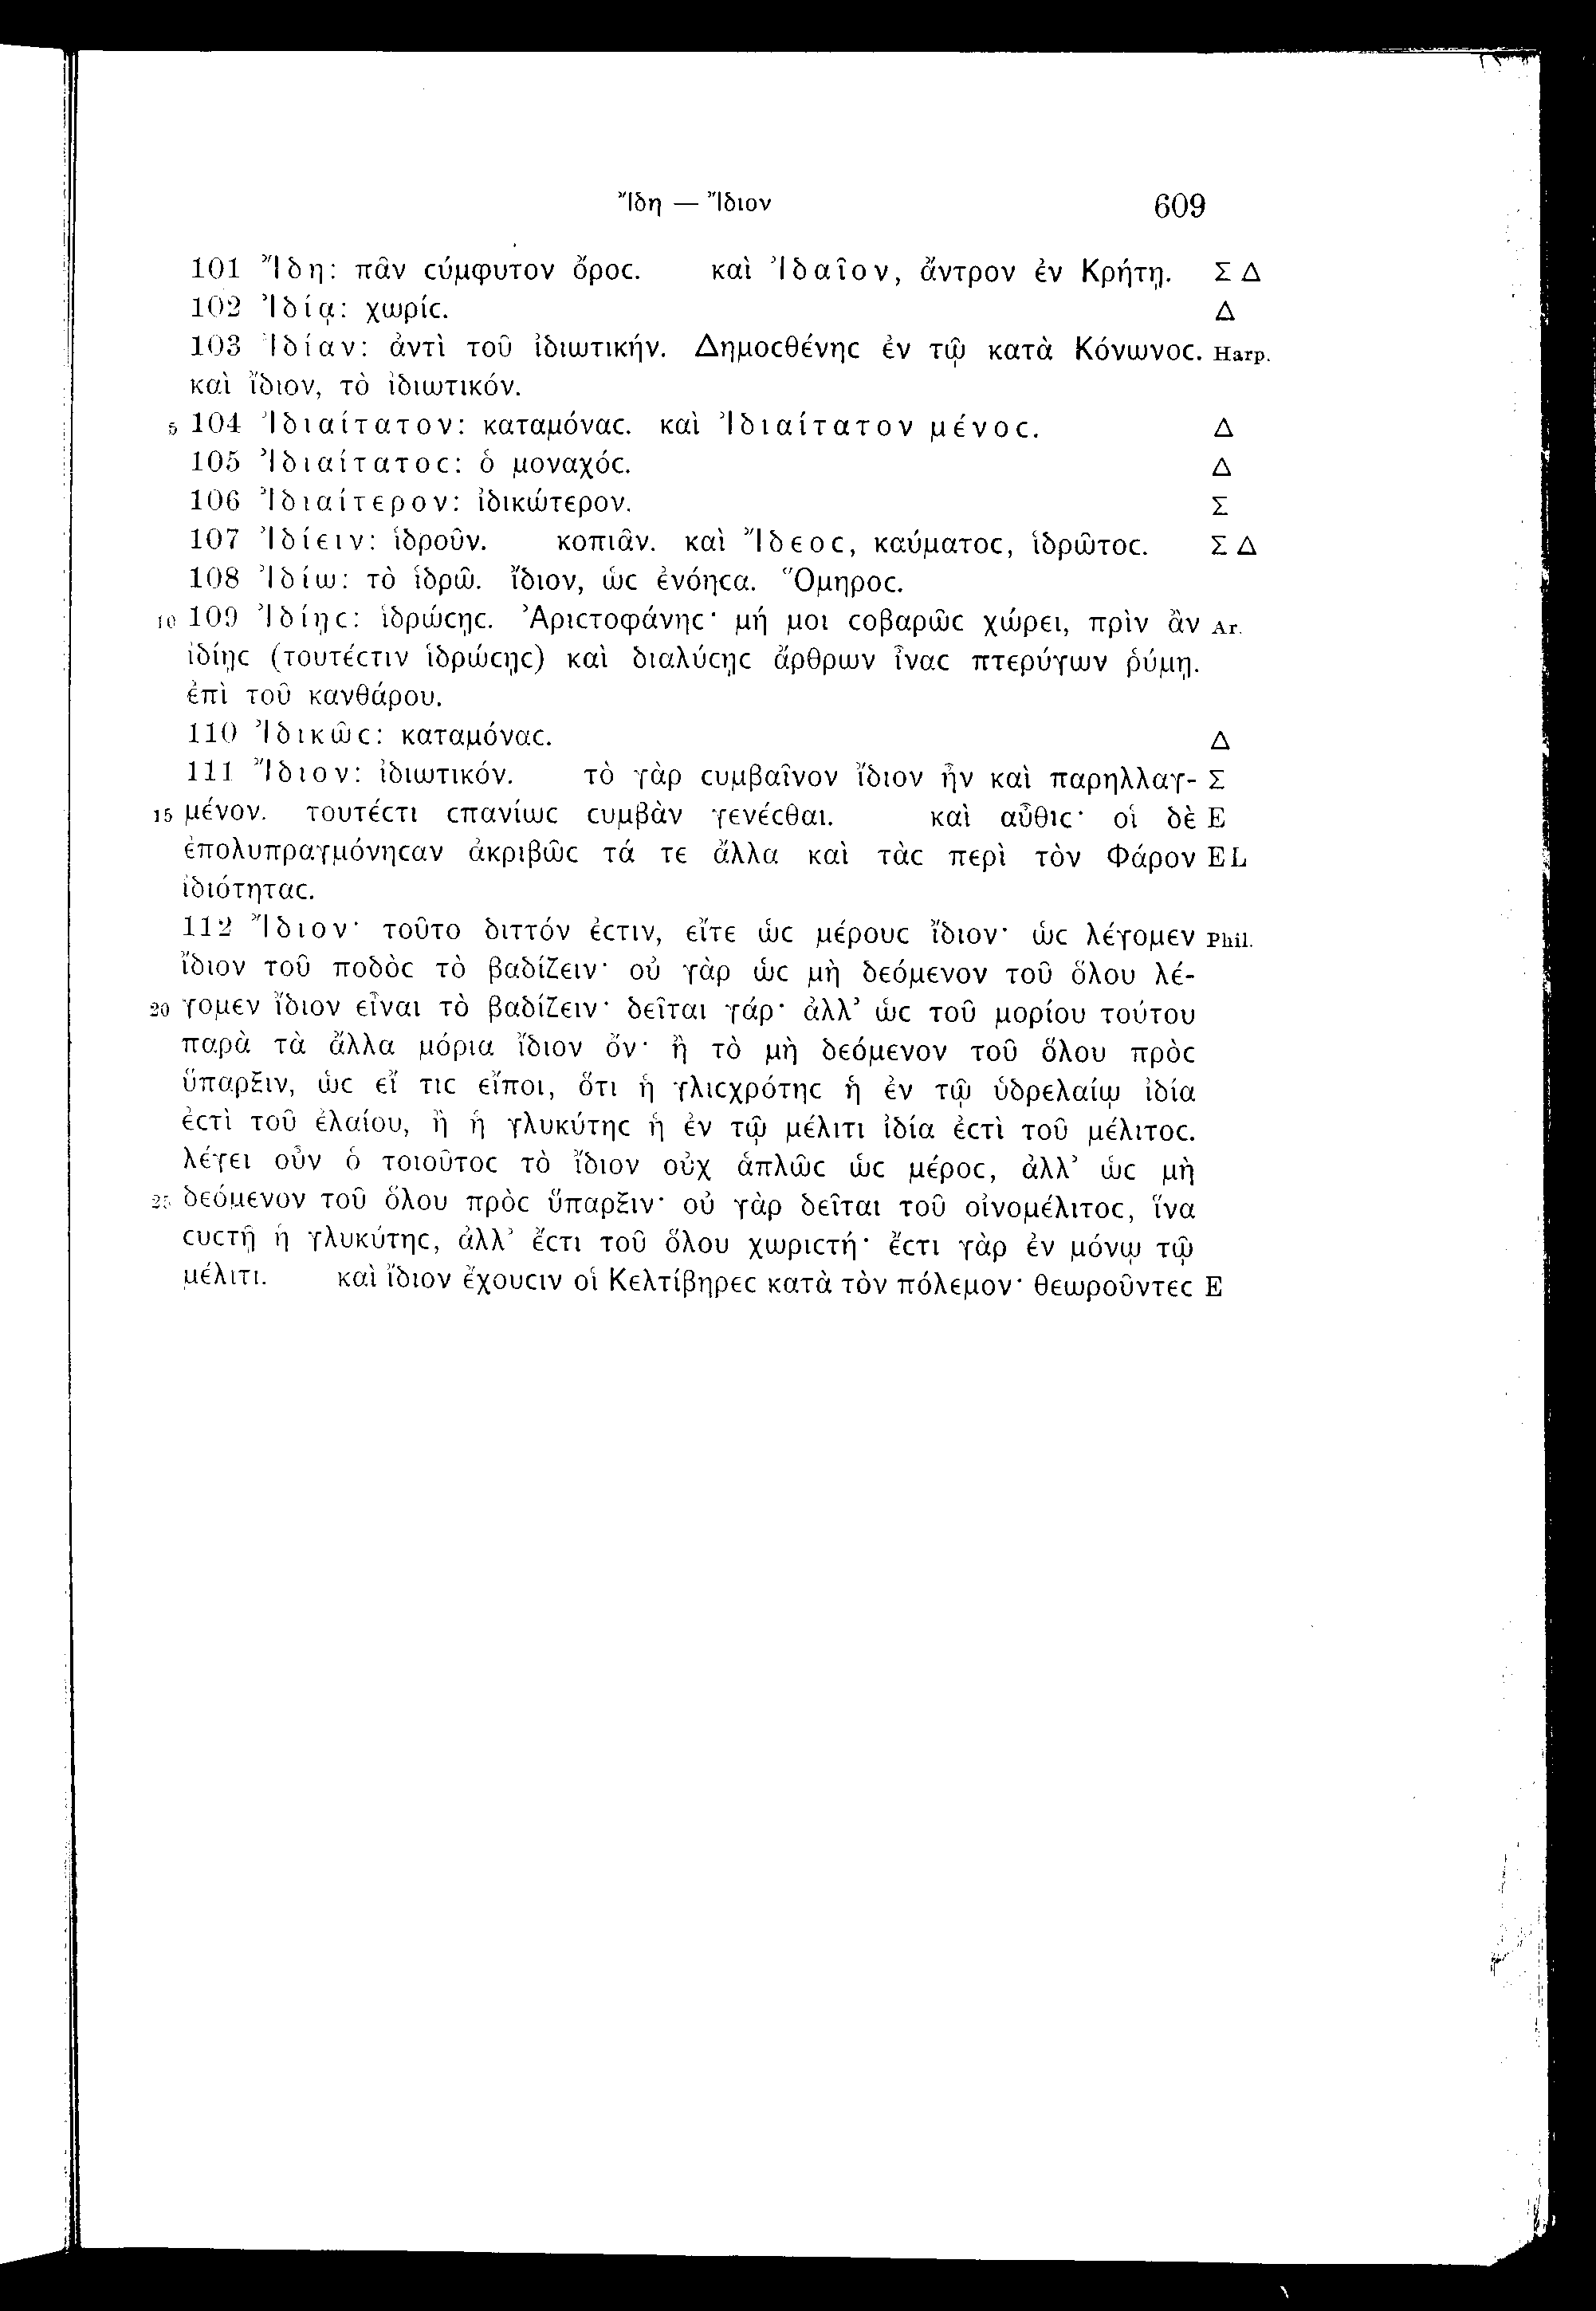 Ἴδη — Ἴδιον 609
101 Ἴδη: πᾶν cύμφυτον ὄροc. καὶ Ἰδαῖον, ἄντρον ἐν Κρήτῃ. Σ Δ
102 Ἰδίᾳ: χωρίc. Δ
103 Ἰδίαν: ἀντὶ τοῦ ἰδιωτικήν. Δημοcθένηc ἐν τῷ κατὰ Κόνωνοc. Harp.
καὶ ἴδιον, τὸ ἰδιωτικόν.
5 104 Ἰδιαίτατον: καταμόναc. καὶ Ἰδιαίτατον μένοc. Δ
105 Ἰδιαίτατοc: ὁ μοναχόc. Δ
106 Ἰδιαίτερον: ἰδικώτερον. Σ
107 Ἰδίειν: ἱδροῦν. κοπιᾶν. καὶ Ἴδεοc, καύματοc, ἱδρῶτοc. Σ Δ
108 Ἰδίω: τὸ ἱδρῶ. ἴδιον, ὡc ἐνόηcα. Ὅμηροc.
10 109 Ἰδίῃc: ἱδρώcῃc. Ἀριcτοφάνηc· μή μοι cοβαρῶc χώρει, πρὶν ἂν Ar.
ἰδίῃc (τουτέcτιν ἱδρώcῃc) καὶ διαλύcῃc ἄρθρων ἶναc πτερύγων ῥύμῃ.
ἐπὶ τοῦ κανθάρου.
110 Ἰδικῶc: καταμόναc. Δ
111 Ἴδιον: ἰδιωτικόν. τὸ γὰρ cυμβαῖνον ἴδιον ἦν καὶ παρηλλαγ- Σ
15 μένον. τουτέcτι cπανίωc cυμβὰν γενέcθαι. καὶ αὖθιc· οἱ δὲ E
ἐπολυπραγμόνηcαν ἀκριβῶc τά τε ἄλλα καὶ τὰc περὶ τὸν Φάρον EL
ἰδιότηταc.
112 Ἴδιον· τοῦτο διττόν ἐcτιν, εἴτε ὡc μέρουc ἴδιον· ὡc λέγομεν Phil.
ἴδιον τοῦ ποδὸc τὸ βαδίζειν· οὐ γὰρ ὡc μὴ δεόμενον τοῦ ὅλου λέ-
20 γομεν ἴδιον εἶναι τὸ βαδίζειν· δεῖται γάρ· ἀλλ’ ὡc τοῦ μορίου τούτου
παρὰ τὰ ἄλλα μόρια ἴδιον ὄν· ἢ τὸ μὴ δεόμενον τοῦ ὅλου πρὸc
ὕπαρξιν, ὡc εἴ τιc εἴποι, ὅτι ἡ γλιcχρότηc ἡ ἐν τῷ ὑδρελαίῳ ἰδία
ἐcτὶ τοῦ ἐλαίου, ἢ ἡ γλυκύτηc ἡ ἐν τῷ μέλιτι ἰδία ἐcτὶ τοῦ μέλιτοc.
λέγει οὖν ὁ τοιοῦτοc τὸ ἴδιον οὐχ ἁπλῶc ὡc μέροc, ἀλλ’ ὡc μὴ
25 δεόμενον τοῦ ὅλου πρὸc ὕπαρξιν· οὐ γὰρ δεῖται τοῦ οἰνομέλιτοc, ἵνα
cυcτῇ ἡ γλυκύτηc, ἀλλ’ ἔcτι τοῦ ὅλου χωριcτή· ἔcτι γὰρ ἐν μόνῳ τῷ
μέλιτι. καὶ ἴδιον ἔχουcιν οἱ Κελτίβηρεc κατὰ τὸν πόλεμον· θεωροῦντεc E